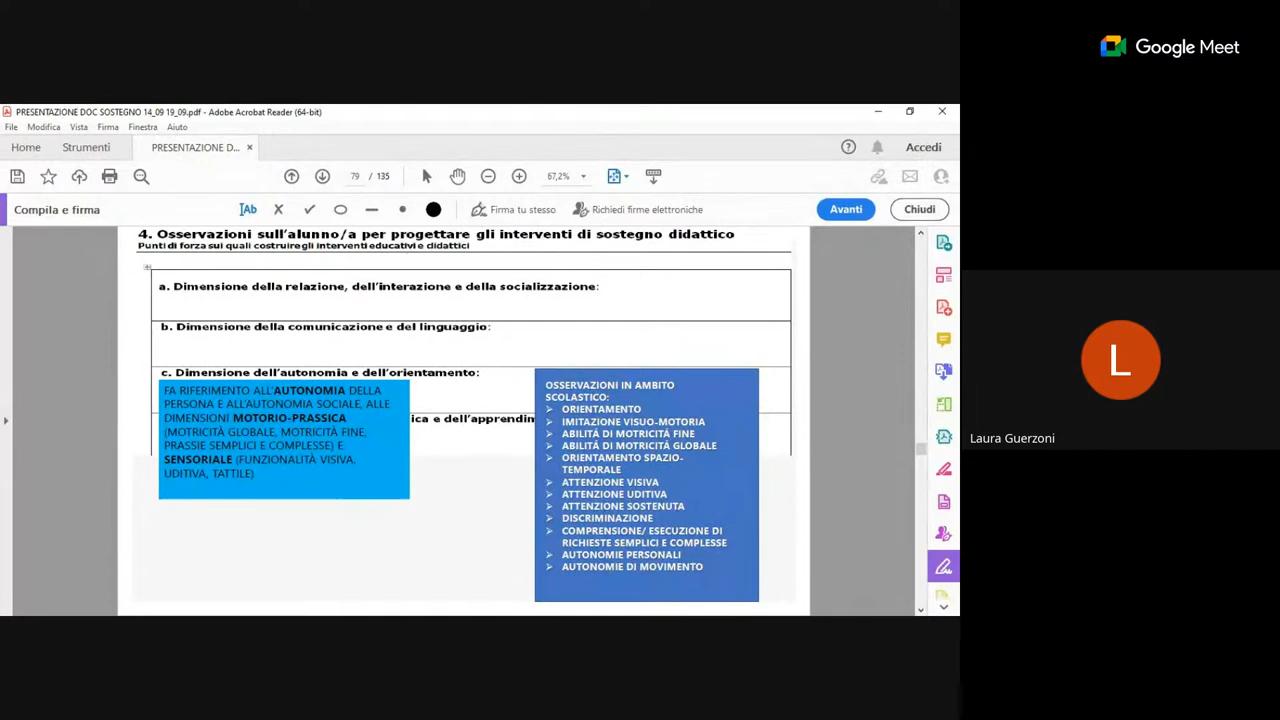 Google Meet
PRESENTAZIONE DOC SOSTEGNO 14_09 19_09.pdf - Adobe Acrobat Reader (64-bit)
File Modifica Vista Firma Finestra Aiuto
Home Strumenti PRESENTAZIONE D... × Accedi
79 / 135 67,2%
Compila e firma Ab Firma tu stesso Richiedi firme elettroniche Avanti Chiudi
4. Osservazioni sull'alunno/a per progettare gli interventi di sostegno didattico
Punti di forza sui quali costruire gli interventi educativi e didattici
a. Dimensione della relazione, dell'interazione e della socializzazione:
b. Dimensione della comunicazione e del linguaggio:
c. Dimensione dell'autonomia e dell'orientamento:
ica e dell'apprendim
FA RIFERIMENTO ALL'AUTONOMIA DELLA
PERSONA E ALL'AUTONOMIA SOCIALE, ALLE
DIMENSIONI MOTORIO-PRASSICA
(MOTRICITÀ GLOBALE, MOTRICITÀ FINE,
PRASSIE SEMPLICI E COMPLESSE) E
SENSORIALE (FUNZIONALITÀ VISIVA,
UDITIVA, TATTILE)
OSSERVAZIONI IN AMBITO
SCOLASTICO:
ORIENTAMENTO
IMITAZIONE VISUO-MOTORIA
ABILITÁ DI MOTRICITÁ FINE
ABILITÁ DI MOTRICITÁ GLOBALE
ORIENTAMENTO SPAZIO-
TEMPORALE
ATTENZIONE VISIVA
ATTENZIONE UDITIVA
ATTENZIONE SOSTENUTA
DISCRIMINAZIONE
COMPRENSIONE/ ESECUZIONE DI
RICHIESTE SEMPLICI E COMPLESSE
AUTONOMIE PERSONALI
AUTONOMIE DI MOVIMENTO
L
Laura Guerzoni